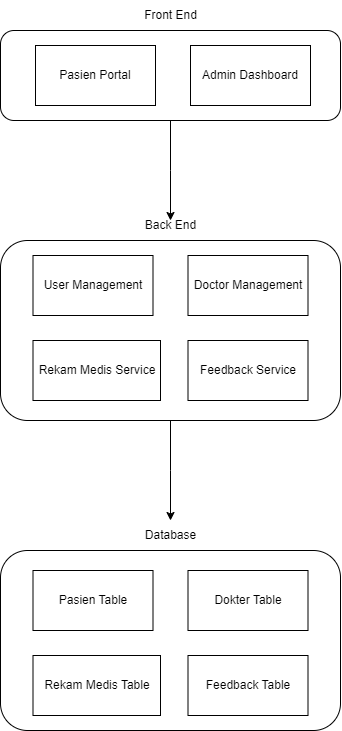 Front End
Pasien Portal
Admin Dashboard
Back End
User Management
Doctor Management
Rekam Medis Service
Feedback Service
Database
Pasien Table
Dokter Table
Rekam Medis Table
Feedback Table